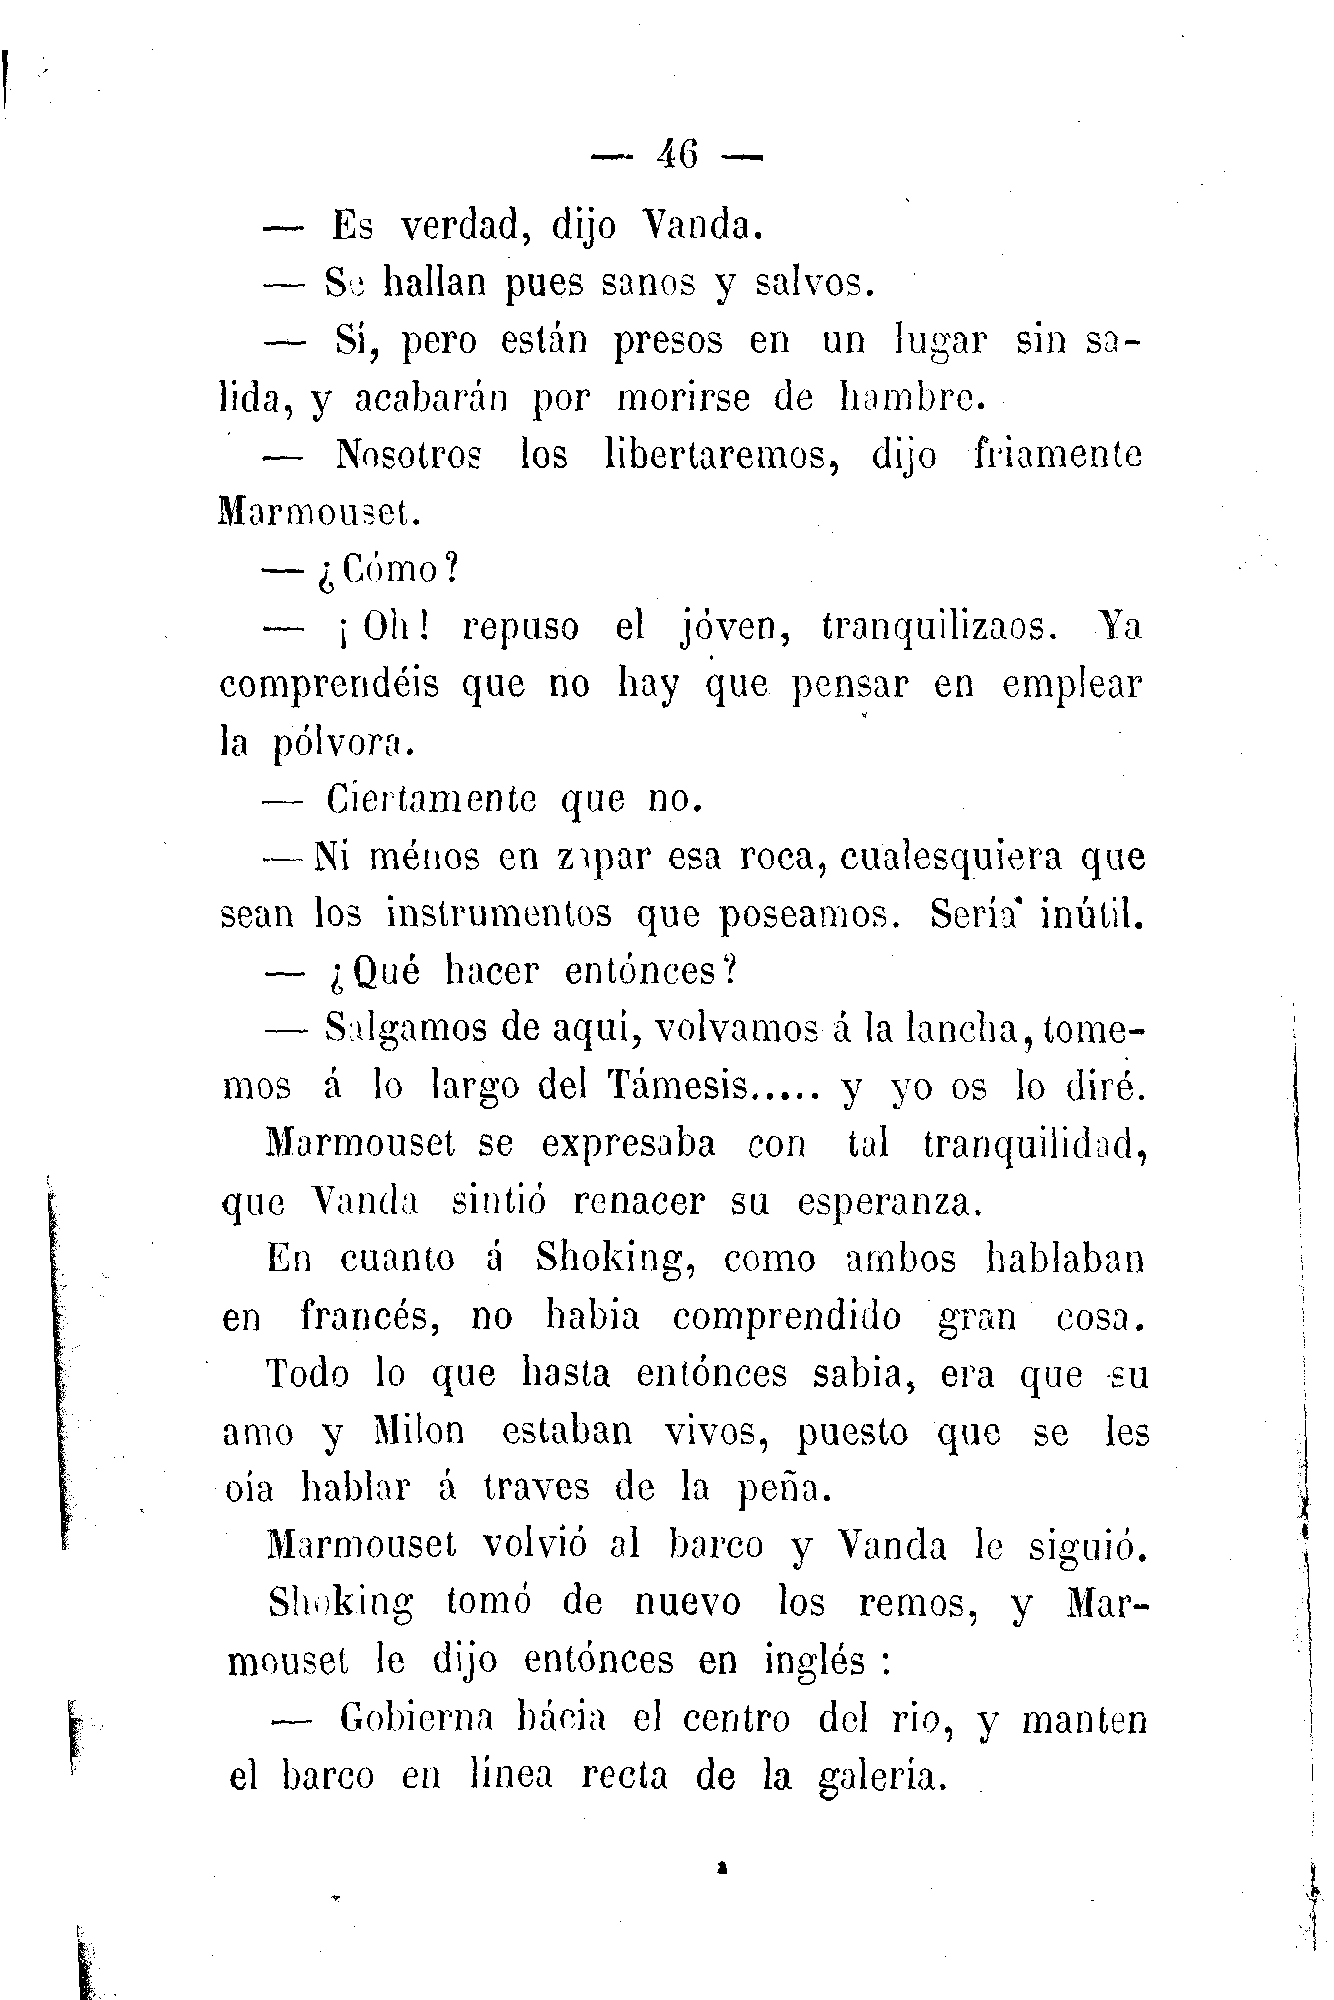 — 46 —
— Es verdad, dijo Vanda.
— Se hallan pues sanos y salvos.
— Sí, pero están presos en un lugar sin sa-
lida, y acabarán por morirse de hambre.
— Nosotros los libertaremos, dijo friamente
Marmouset.
— ¿Cómo?
— ¡Oh! repuso el jóven, tranquilizaos. Ya
comprendéis que no hay que pensar en emplear
la pólvora.
— Ciertamente que no.
— Ni ménos en zapar esa roca, cualesquiera que
sean los instrumentos que poseamos. Sería inútil.
— ¿Qué hacer entónces?
— Salgamos de aquí, volvamos á la lancha, tome-
mos á lo largo del Támesis..... y yo os lo diré.
Marmouset se expresaba con tal tranquilidad,
que Vanda sintió renacer su esperanza.
En cuanto á Shoking, como ambos hablaban
en francés, no habia comprendido gran cosa.
Todo lo que hasta entónces sabia, era que su
amo y Milon estaban vivos, puesto que se les
oía hablar á traves de la peña.
Marmouset volvió al barco y Vanda le siguió.
Shoking tomó de nuevo los remos, y Mar-
mouset le dijo entónces en inglés :
— Gobierna hácia el centro del rio, y manten
el barco en línea recta de la galería.